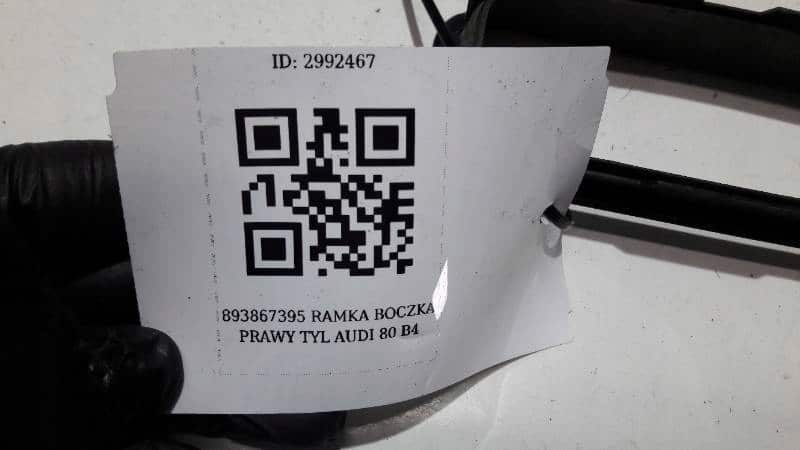 ID: 2992467
893867395 RAMKA BOCZKA
PRAWY TYL AUDI 80 B4